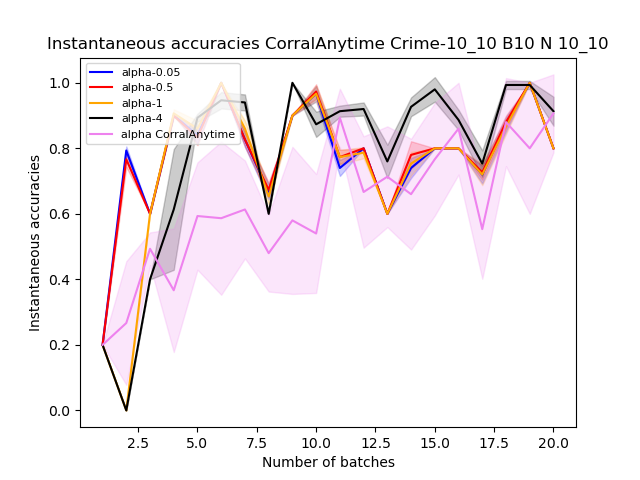 Instantaneous accuracies CorralAnytime Crime-10_10 B10 N 10_10
alpha-0.05
alpha-0.5
alpha-1
alpha-4
alpha CorralAnytime
1.0
0.8
0.6
0.4
0.2
0.0
Instantaneous accuracies
2.5 5.0 7.5 10.0 12.5 15.0 17.5 20.0
Number of batches